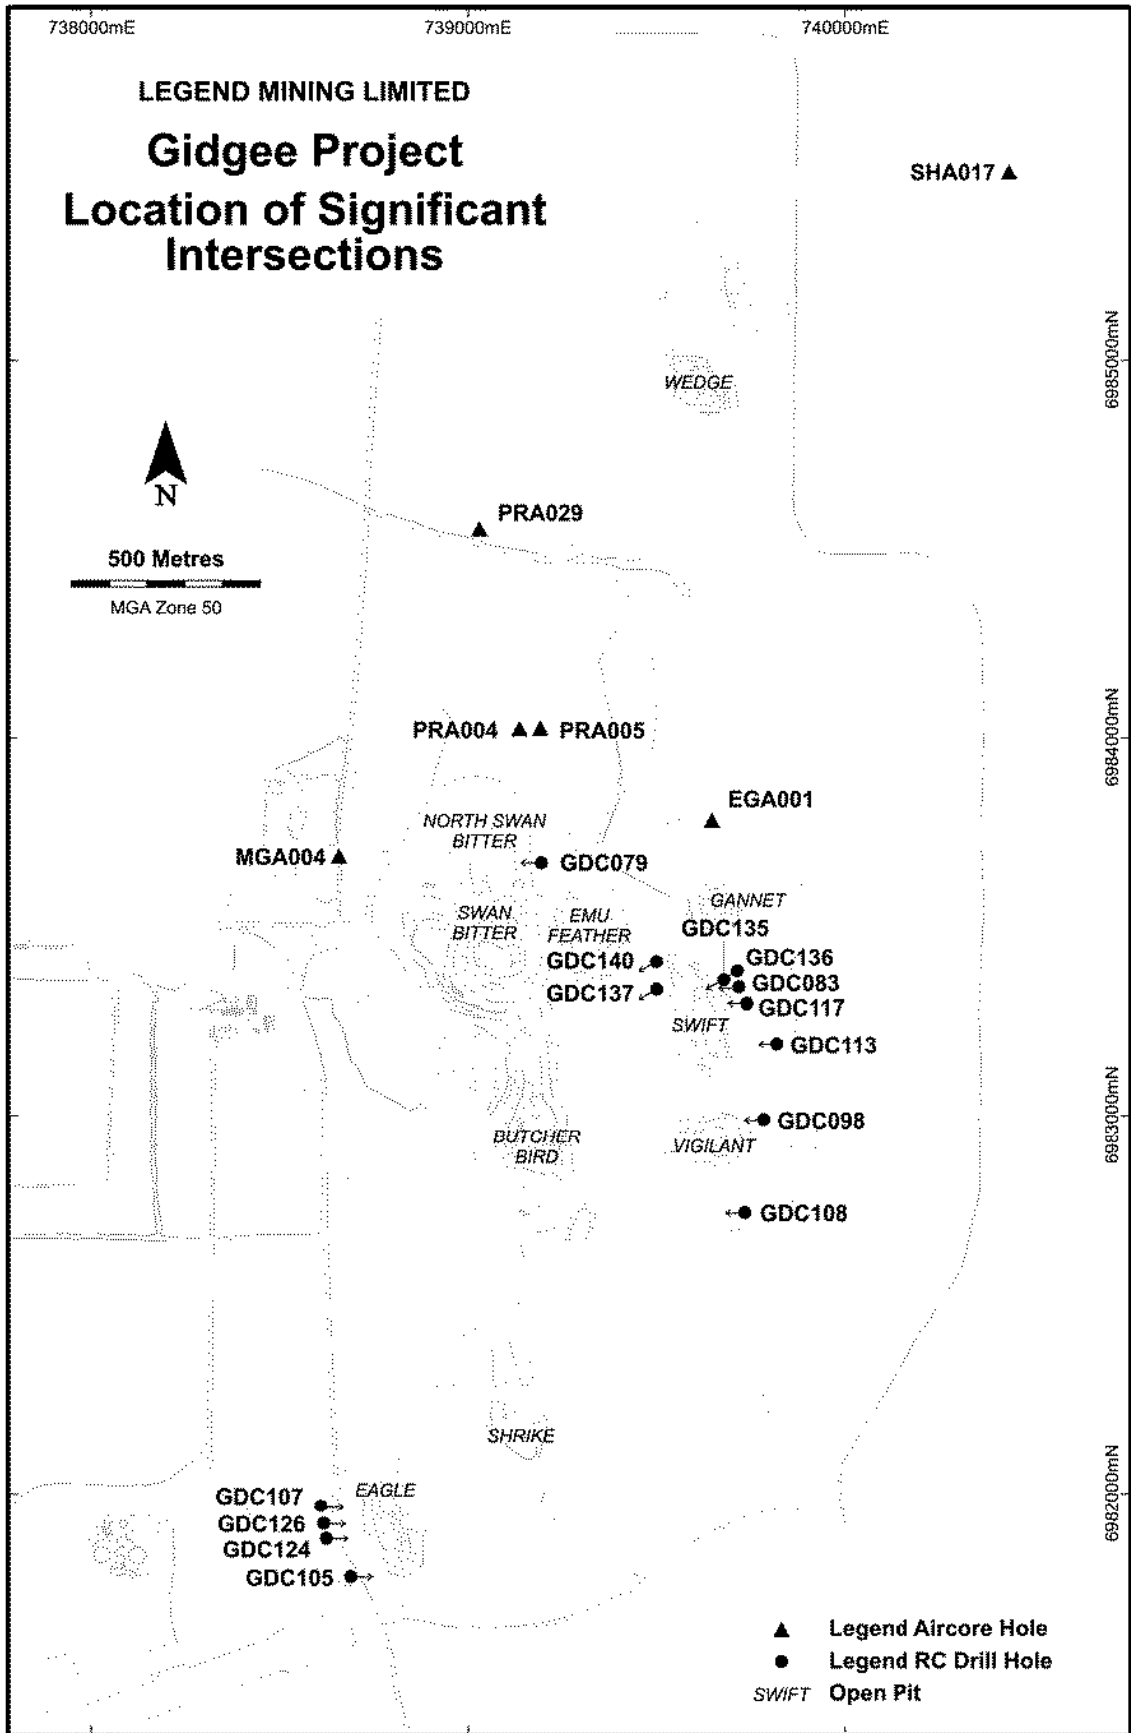 738000mE
739000mE
740000mE
LEGEND MINING LIMITED
Gidgee Project
Location of Significant
Intersections
SHA017
6985000mN
WEDGE
N
PRA029
500 Metres
MGA Zone 50
PRA004
PRA005
6984000mN
EGA001
NORTH SWAN
BITTER
MGA004
GDC079
GANNET
SWAN
BITTER
EMU
FEATHER
GDC135
GDC140
GDC136
GDC083
GDC137
GDC117
SWIFT
GDC113
GDC098
6983000mN
BUTCHER
BIRD
VIGILANT
GDC108
SHRIKE
EAGLE
6982000mN
GDC107
GDC126
GDC124
GDC105
Legend Aircore Hole
Legend RC Drill Hole
SWIFT Open Pit